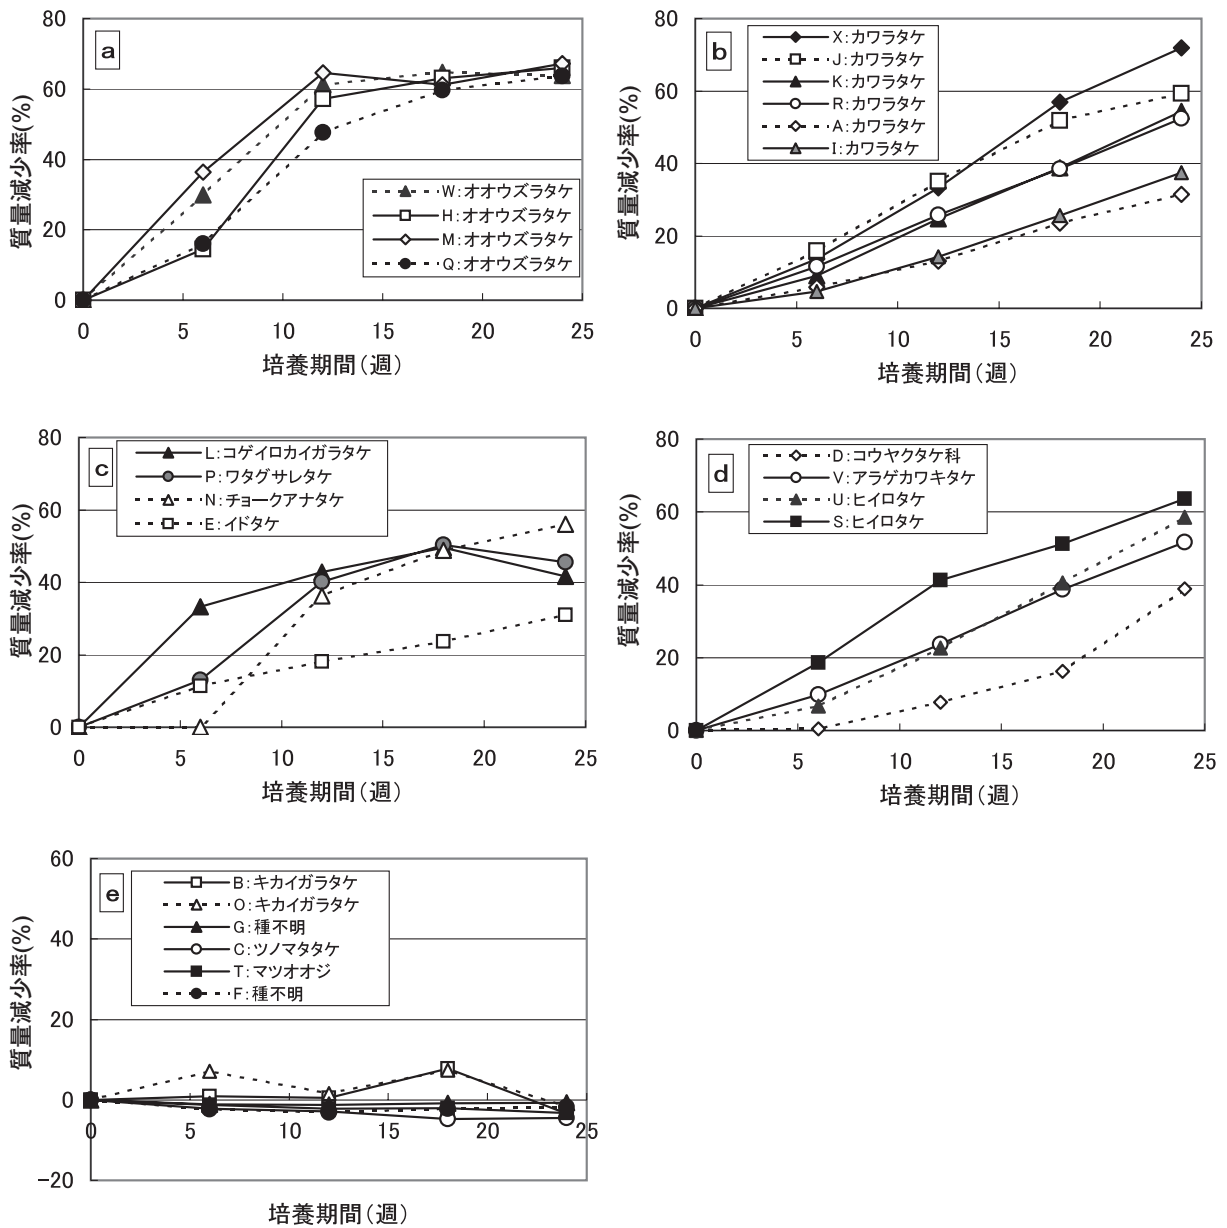 a
質量減少率(%)
80
60
40
20
0
0 5 10 15 20 25
培養期間(週)
W:オオウズラタケ
H:オオウズラタケ
M:オオウズラタケ
Q:オオウズラタケ
b
質量減少率(%)
80
60
40
20
0
0 5 10 15 20 25
培養期間(週)
X:カワラタケ
J:カワラタケ
K:カワラタケ
R:カワラタケ
A:カワラタケ
I:カワラタケ
c
質量減少率(%)
80
60
40
20
0
0 5 10 15 20 25
培養期間(週)
L:コゲイロカイガラタケ
P:ワタグサレタケ
N:チョークアナタケ
E:イドタケ
d
質量減少率(%)
80
60
40
20
0
0 5 10 15 20 25
培養期間(週)
D:コウヤクタケ科
V:アラゲカワキタケ
U:ヒイロタケ
S:ヒイロタケ
e
質量減少率(%)
60
40
20
0
-20
0 5 10 15 20 25
培養期間(週)
B:キカイガラタケ
O:キカイガラタケ
G:種不明
C:ツノマタタケ
T:マツオオジ
F:種不明